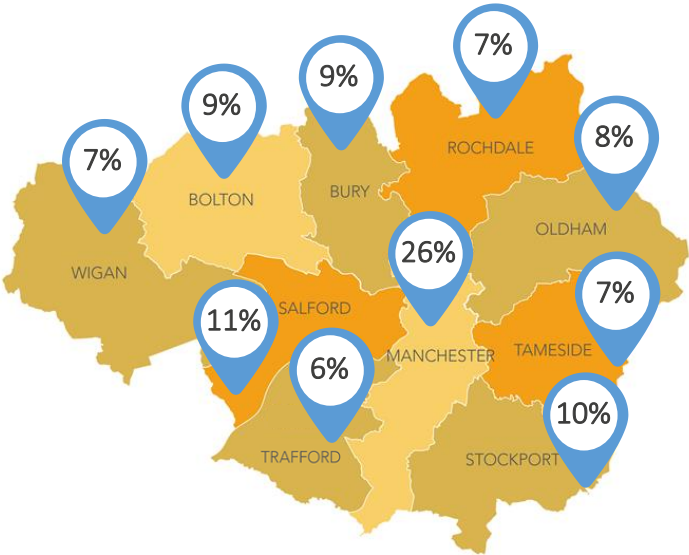 7%
9%
9%
7%
8%
ROCHDALE
BOLTON
BURY
OLDHAM
WIGAN
26%
7%
11%
SALFORD
6%
MANCHESTER
TAMESIDE
10%
TRAFFORD
STOCKPORT